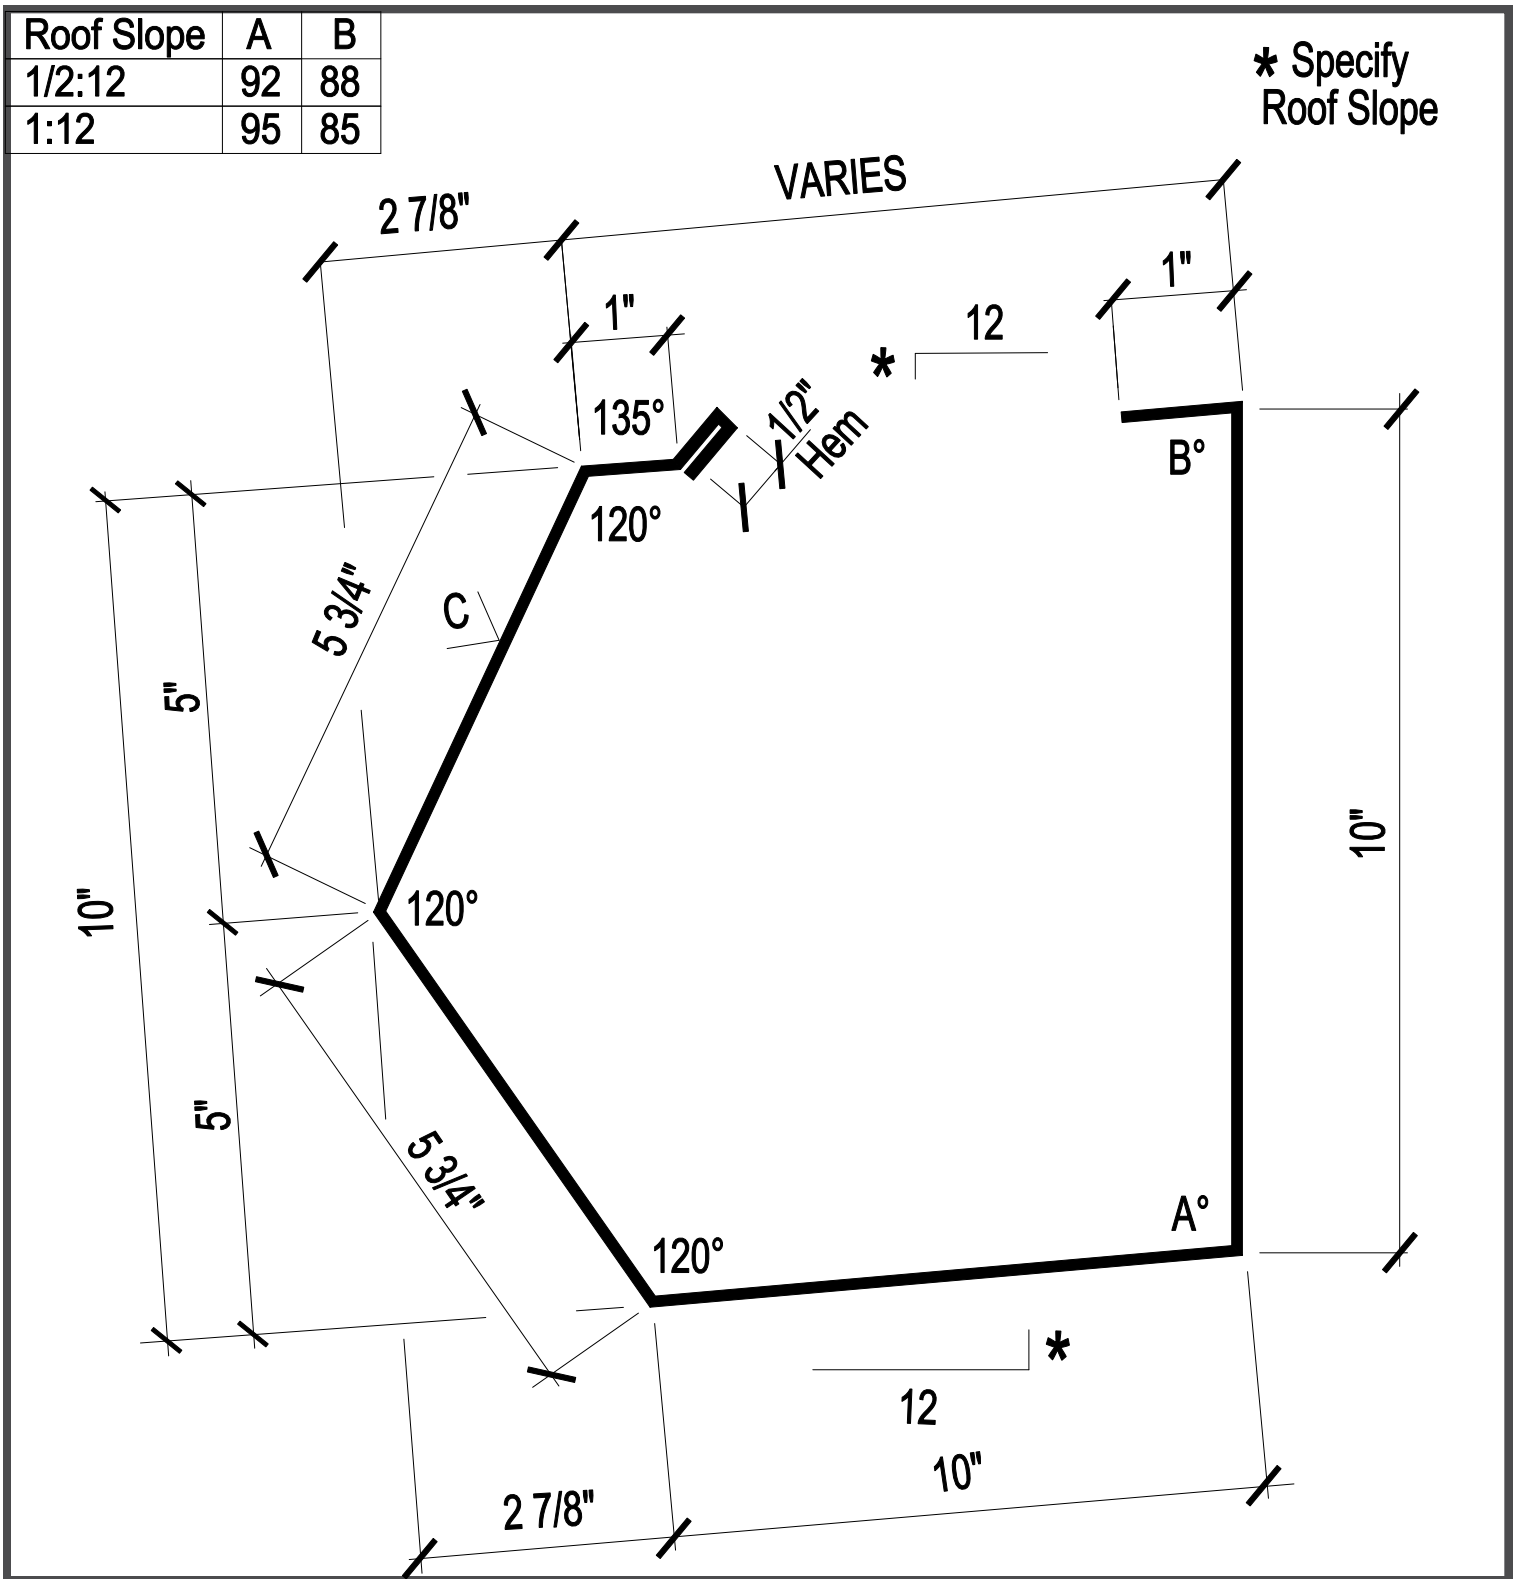 Roof Slope A B
1/2:12 92 88
1:12 95 85
* Specify
Roof Slope
VARIES
2 7/8"
1"
1"
12
*
135°
1/2"
Hem
B°
120°
5 3/4"
C
5"
10"
10"
120°
5"
5 3/4"
A°
120°
*
12
10"
2 7/8"